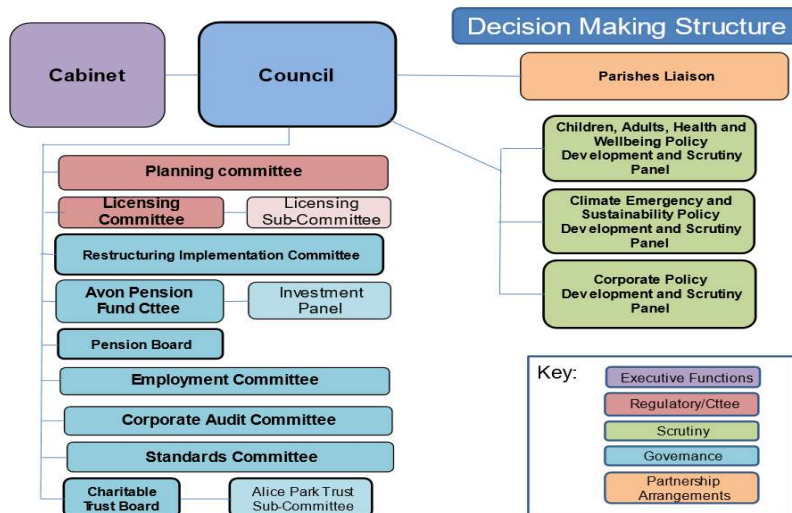 Decision Making Structure
Cabinet
Council
Parishes Liaison
Children, Adults, Health and
Wellbeing Policy
Development and Scrutiny
Panel
Climate Emergency and
Sustainability Policy
Development and Scrutiny
Panel
Corporate Policy
Development and Scrutiny
Panel
Planning committee
Licensing
Committee
Licensing
Sub-Committee
Restructuring Implementation Committee
Avon Pension
Fund Cttee
Investment
Panel
Pension Board
Employment Committee
Corporate Audit Committee
Standards Committee
Charitable
Trust Board
Alice Park Trust
Sub-Committee
Key:
Executive Functions
Regulatory/Cttee
Scrutiny
Governance
Partnership
Arrangements